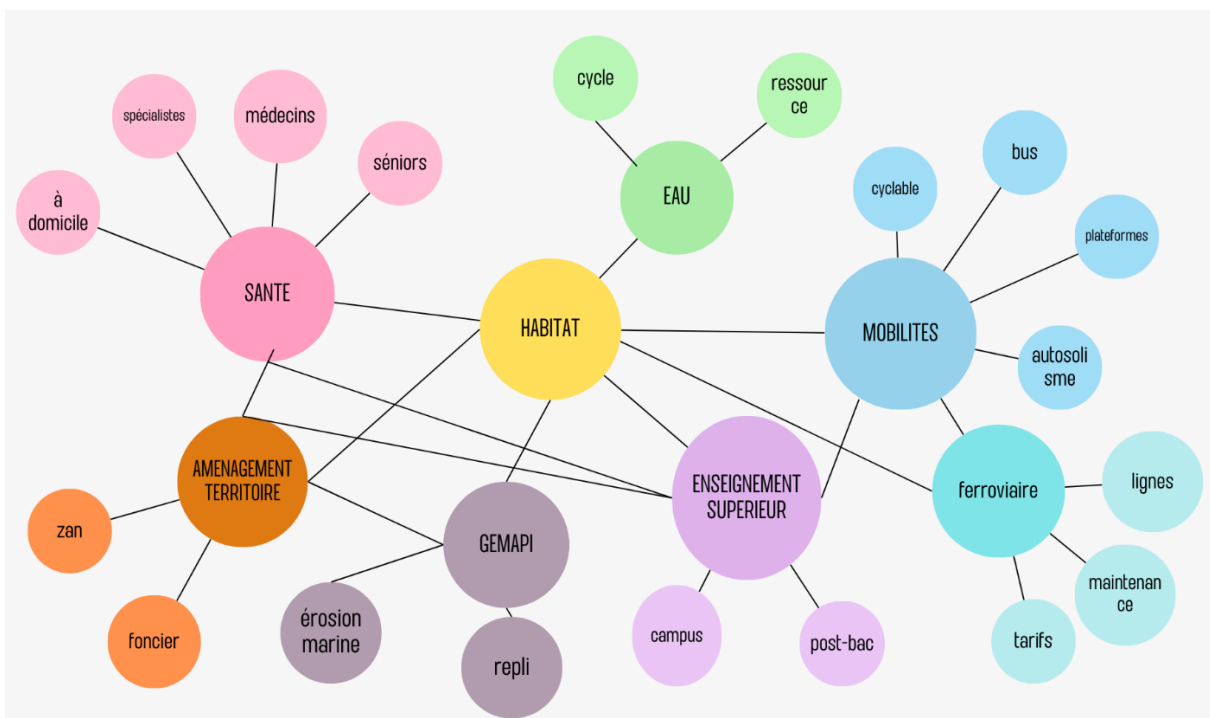 cycle
ressour
ce
spécialistes
médecins
bus
séniors
cyclable
à
domicile
EAU
plateformes
SANTE
HABITAT
MOBILITES
autosoli
sme
AMENAGEMENT
TERRITOIRE
ENSEIGNEMENT
SUPERIEUR
ferroviaire
lignes
zan
GEMAPI
maintenan
ce
érosion
marine
foncier
campus
post-bac
tarifs
repli